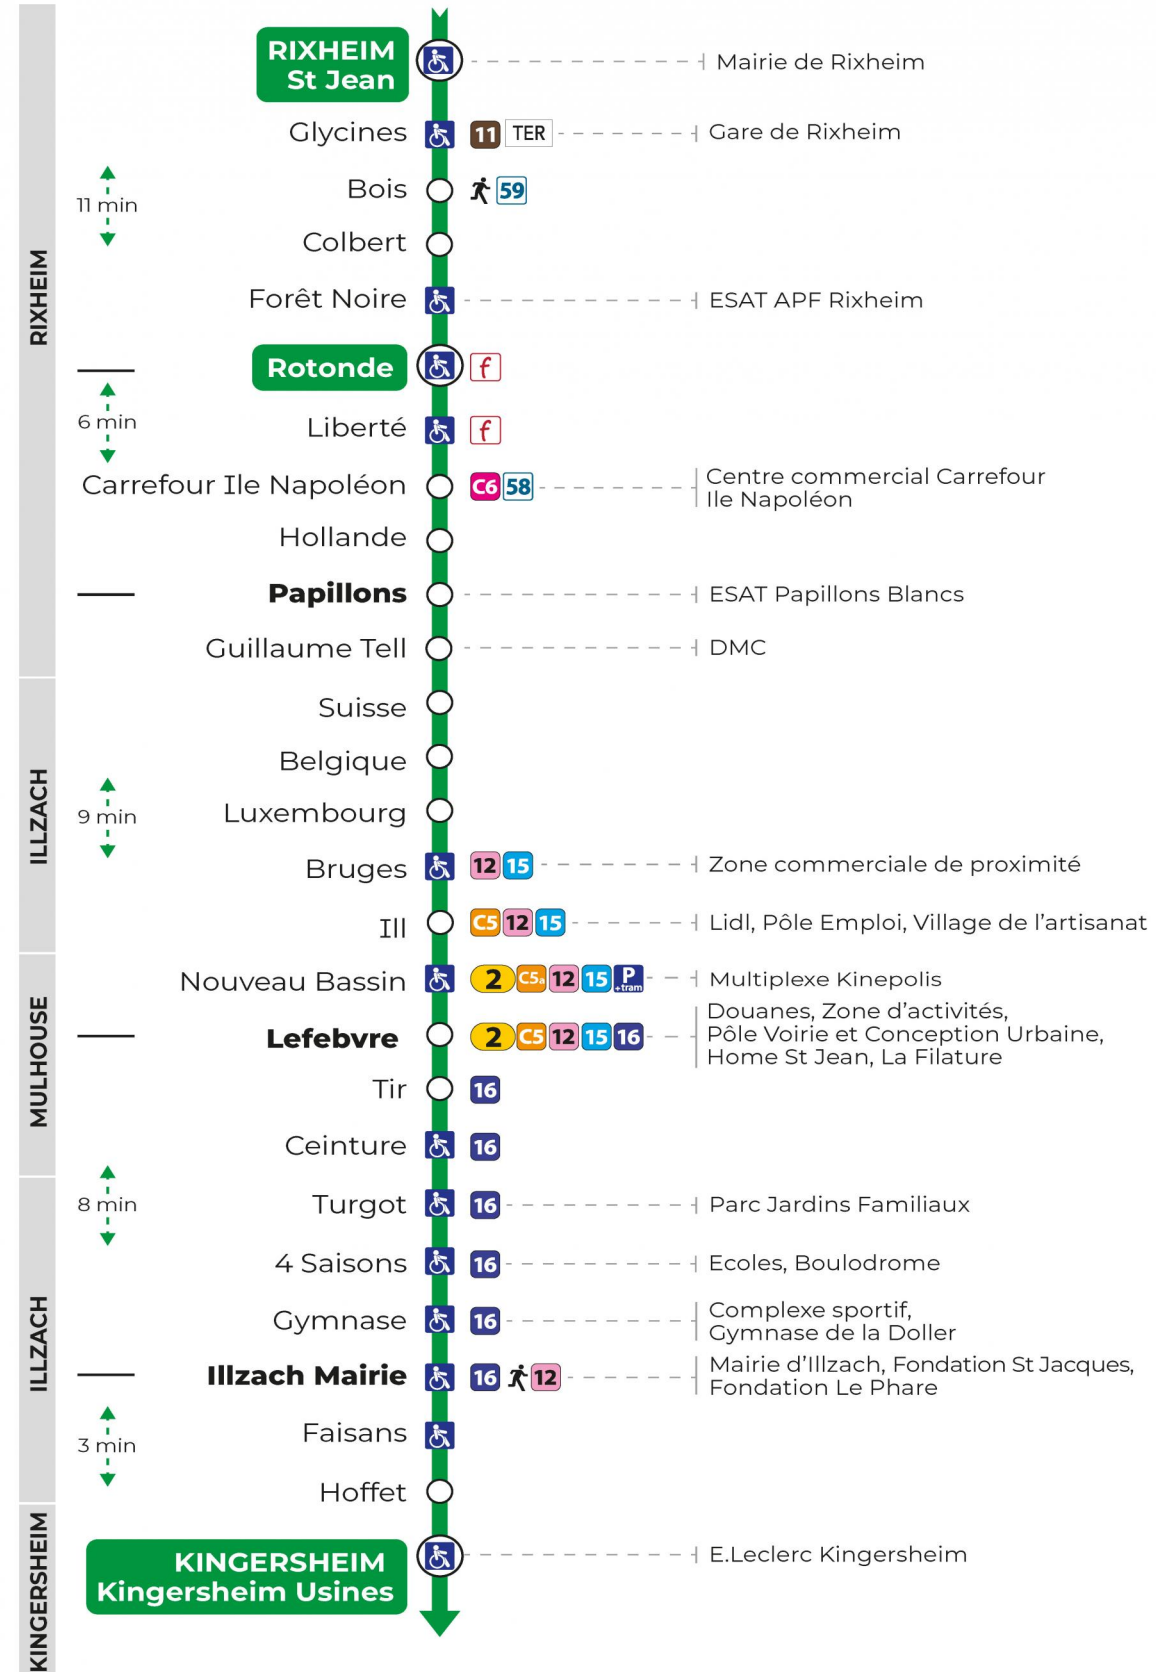 RIXHEIM
St Jean
Mairie de Rixheim
Glycines 11 TER Gare de Rixheim
11 min
Bois 59
Colbert
RIXHEIM
Forêt Noire ESAT APF Rixheim
Rotonde f
6 min
Liberté f
Carrefour Ile Napoléon C6 58 Centre commercial Carrefour
Ile Napoléon
Hollande
Papillons ESAT Papillons Blancs
Guillaume Tell DMC
Suisse
Belgique
ILLZACH
9 min
Luxembourg
Bruges 12 15 Zone commerciale de proximité
Ill C5 12 15 Lidl, Pôle Emploi, Village de l'artisanat
Nouveau Bassin 2 C5a 12 15 P +tram Multiplexe Kinepolis
MULHOUSE
Lefebvre 2 C5 12 15 16 Douanes, Zone d'activités,
Pôle Voirie et Conception Urbaine,
Home St Jean, La Filature
Tir 16
Ceinture 16
8 min
Turgot 16 Parc Jardins Familiaux
4 Saisons 16 Ecoles, Boulodrome
Gymnase 16 Complexe sportif,
Gymnase de la Doller
ILLZACH
Illzach Mairie 16 12 Mairie d'Illzach, Fondation St Jacques,
Fondation Le Phare
3 min
Faisans
Hoffet
KINGERSHEIM
KINGERSHEIM
Kingersheim Usines
E.Leclerc Kingersheim